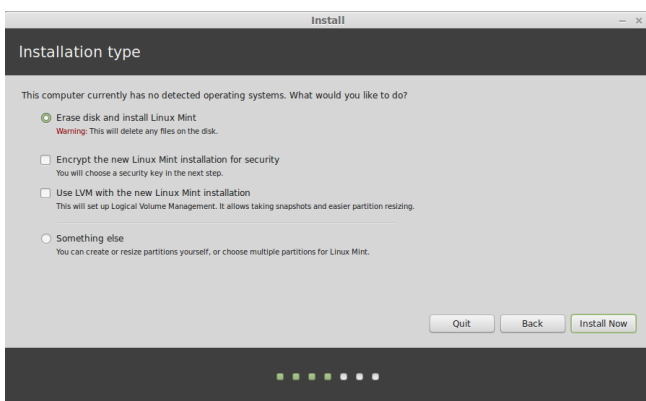 Install
Installation type
This computer currently has no detected operating systems. What would you like to do?
Erase disk and install Linux Mint
Warning: This will delete any files on the disk.
Encrypt the new Linux Mint installation for security
You will choose a security key in the next step.
Use LVM with the new Linux Mint installation
This will set up Logical Volume Management. It allows taking snapshots and easier partition resizing.
Something else
You can create or resize partitions yourself, or choose multiple partitions for Linux Mint.
Quit Back Install Now